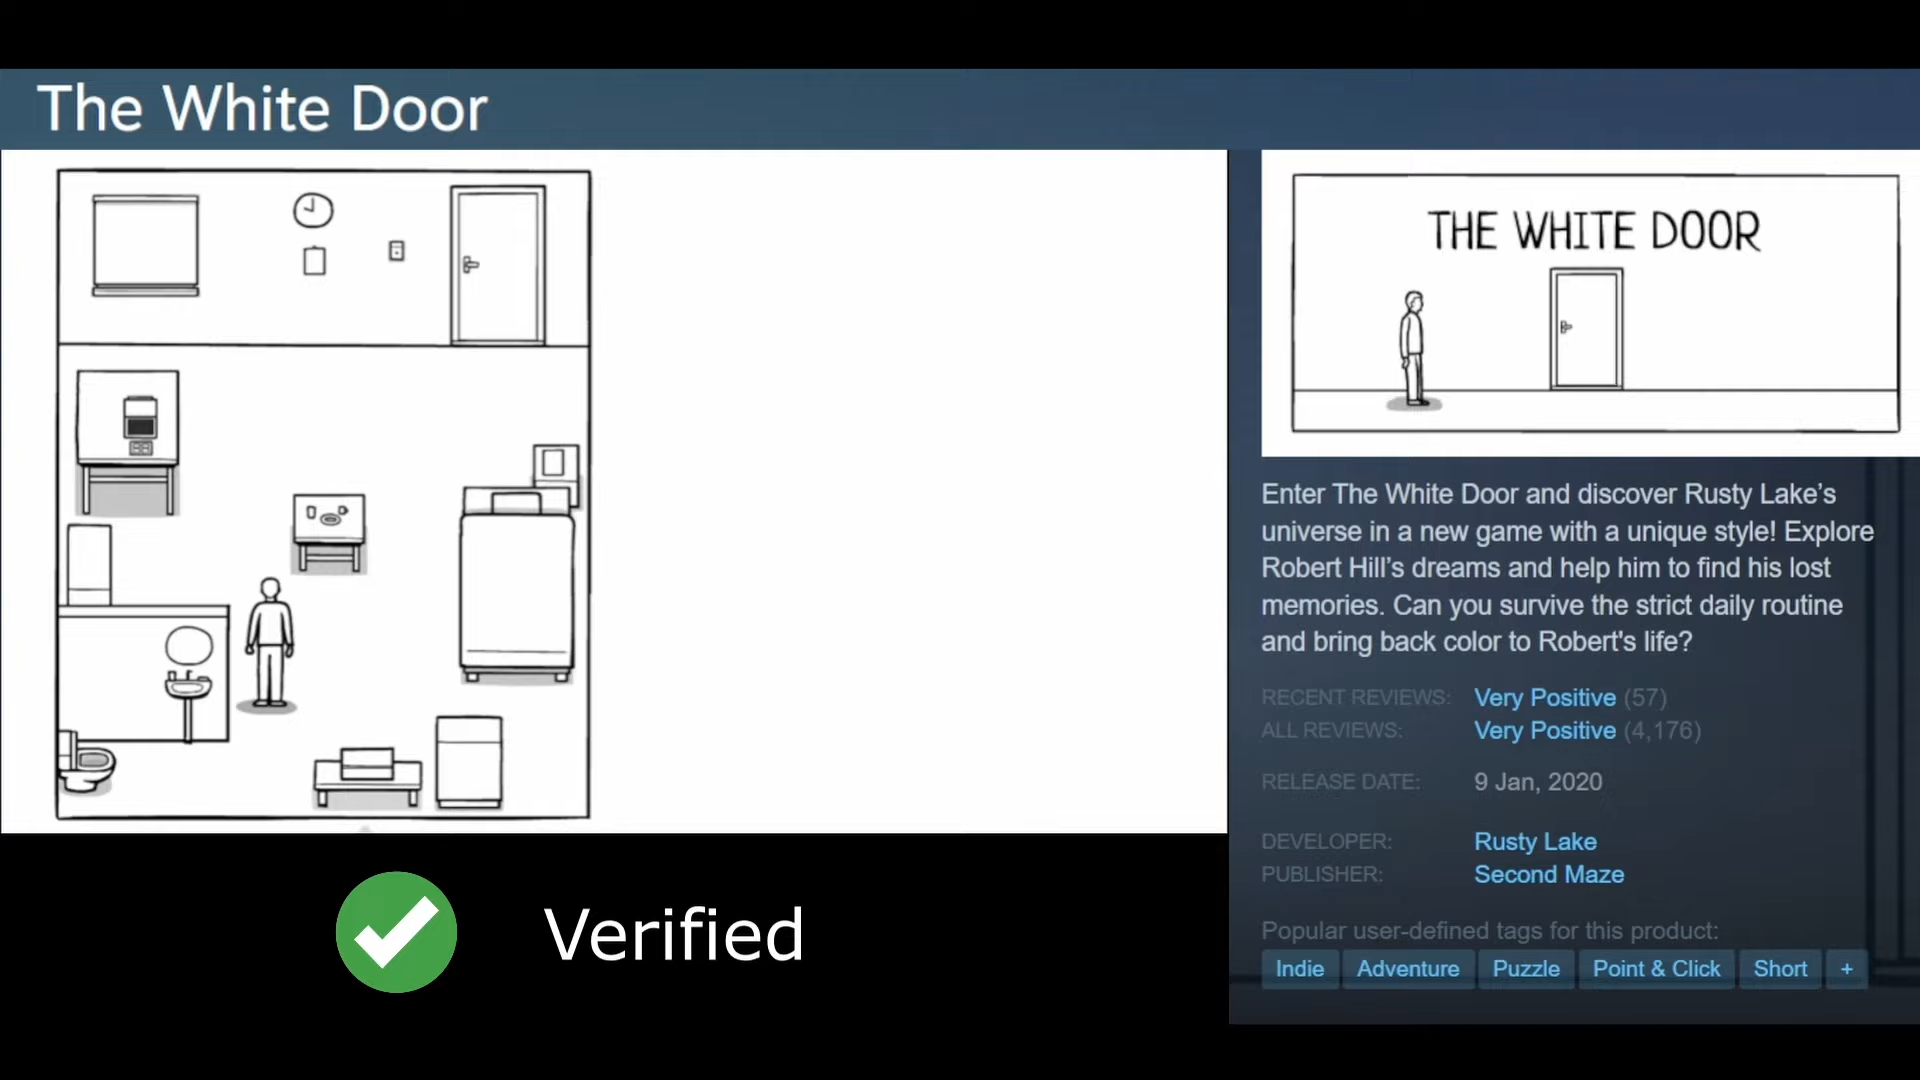 The White Door
THE WHITE DOOR
Enter The White Door and discover Rusty Lake’s
universe in a new game with a unique style! Explore
Robert Hill’s dreams and help him to find his lost
memories. Can you survive the strict daily routine
and bring back color to Robert's life?
RECENT REVIEWS: Very Positive (57)
ALL REVIEWS: Very Positive (4,176)
RELEASE DATE: 9 Jan, 2020
DEVELOPER: Rusty Lake
PUBLISHER: Second Maze
Popular user-defined tags for this product:
Indie Adventure Puzzle Point & Click Short +
Verified